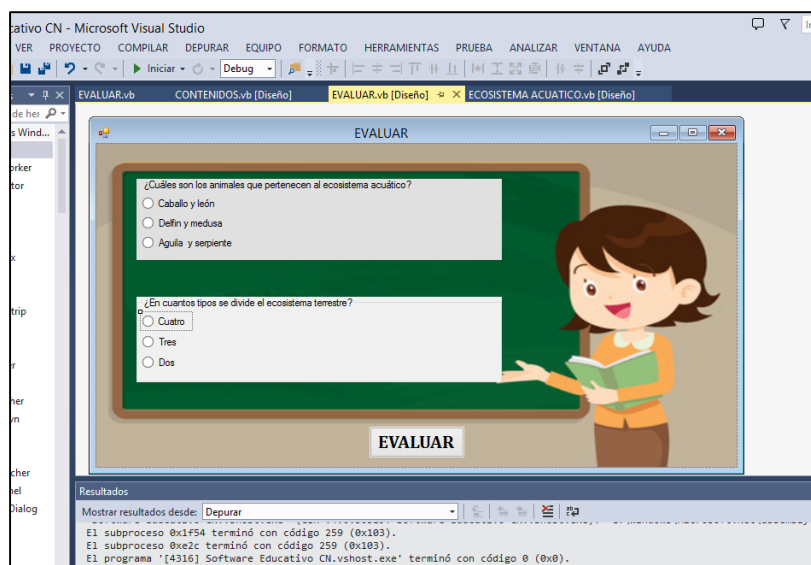 cativo CN - Microsoft Visual Studio
VER PROYECTO COMPILAR DEPURAR EQUIPO FORMATO HERRAMIENTAS PRUEBA ANALIZAR VENTANA AYUDA
Iniciar Debug
EVALUAR.vb CONTENIDOS.vb [Diseño] EVALUAR.vb [Diseño] ECOSISTEMA ACUATICO.vb [Diseño]
de her
s Wind...
EVALUAR
orker
tor
x
trip
er
ner
vn
cher
nel
Dialog
¿Cuáles son los animales que pertenecen al ecosistema acuático?
Caballo y león
Delfin y medusa
Aguila y serpiente
¿En cuantos tipos se divide el ecosistema terrestre?
Cuatro
Tres
Dos
EVALUAR
Resultados
Mostrar resultados desde: Depurar
El subproceso 0x1f54 terminó con código 259 (0x103).
El subproceso 0xe2c terminó con código 259 (0x103).
El programa '[4316] Software Educativo CN.vshost.exe' terminó con código 0 (0x0).